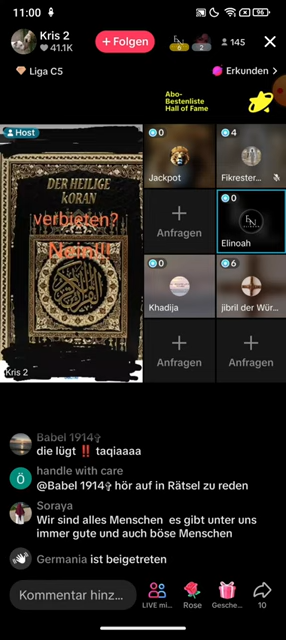 11:00
96
Kris 2
41.1K
+ Folgen
6
2
145
Liga C5
Erkunden >
Abo-
Bestenliste
Hall of Fame
Host
DER HEILIGE
KORAN
verbieten?
Nein!!!
Kris 2
0
Jackpot
4
Fikrester...
Anfragen
0
EN
Elinoah
0
Khadija
6
jibril der Wür...
Anfragen
Anfragen
Babel 1914✞
die lügt ‼️ taqiaaaa
Ö
handle with care
@Babel 1914✞ hör auf in Rätsel zu reden
Soraya
Wir sind alles Menschen es gibt unter uns
immer gute und auch böse Menschen
Germania ist beigetreten
Kommentar hinz...
LIVE mi...
Rose
Gesche...
10